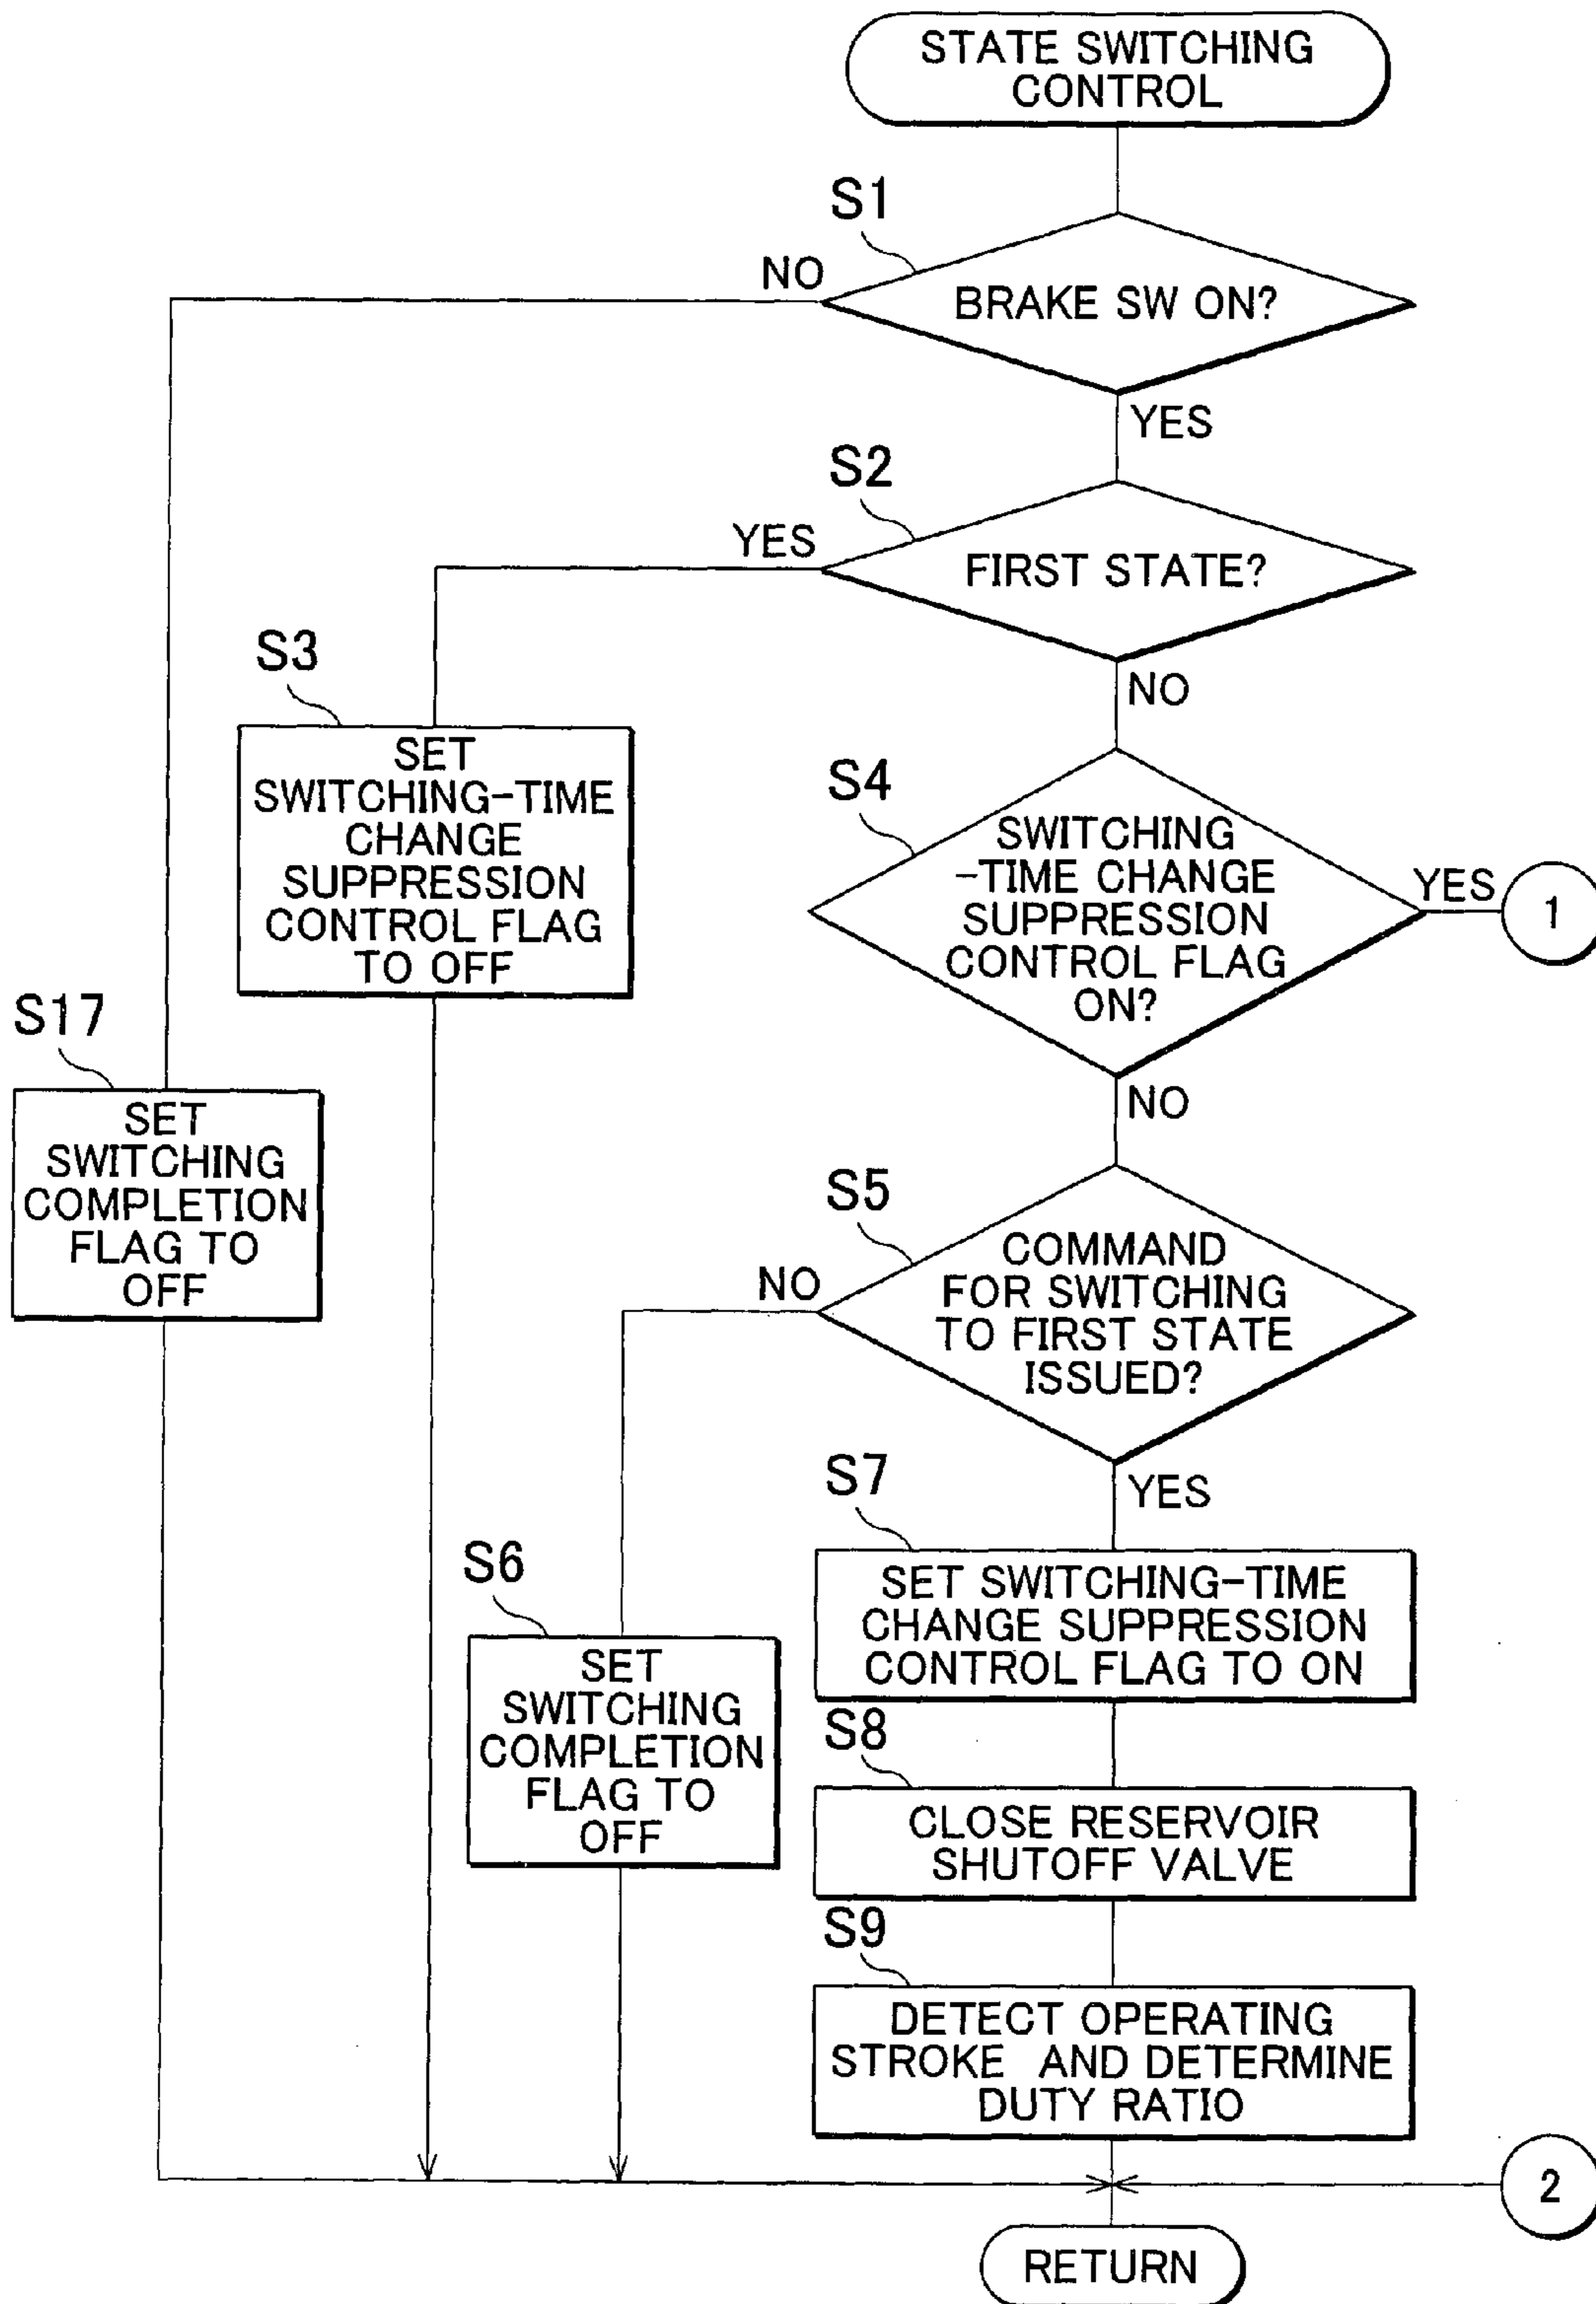 STATE SWITCHING
CONTROL
S1
NO
BRAKE SW ON?
YES
S2
YES
FIRST STATE?
NO
S3
SET
SWITCHING-TIME
CHANGE
SUPPRESSION
CONTROL FLAG
TO OFF
S4
SWITCHING
-TIME CHANGE
SUPPRESSION
CONTROL FLAG
ON?
YES
1
NO
S17
SET
SWITCHING
COMPLETION
FLAG TO
OFF
S5
NO
COMMAND
FOR SWITCHING
TO FIRST STATE
ISSUED?
YES
S6
SET
SWITCHING
COMPLETION
FLAG TO
OFF
S7
SET SWITCHING-TIME
CHANGE SUPPRESSION
CONTROL FLAG TO ON
S8
CLOSE RESERVOIR
SHUTOFF VALVE
S9
DETECT OPERATING
STROKE AND DETERMINE
DUTY RATIO
2
RETURN